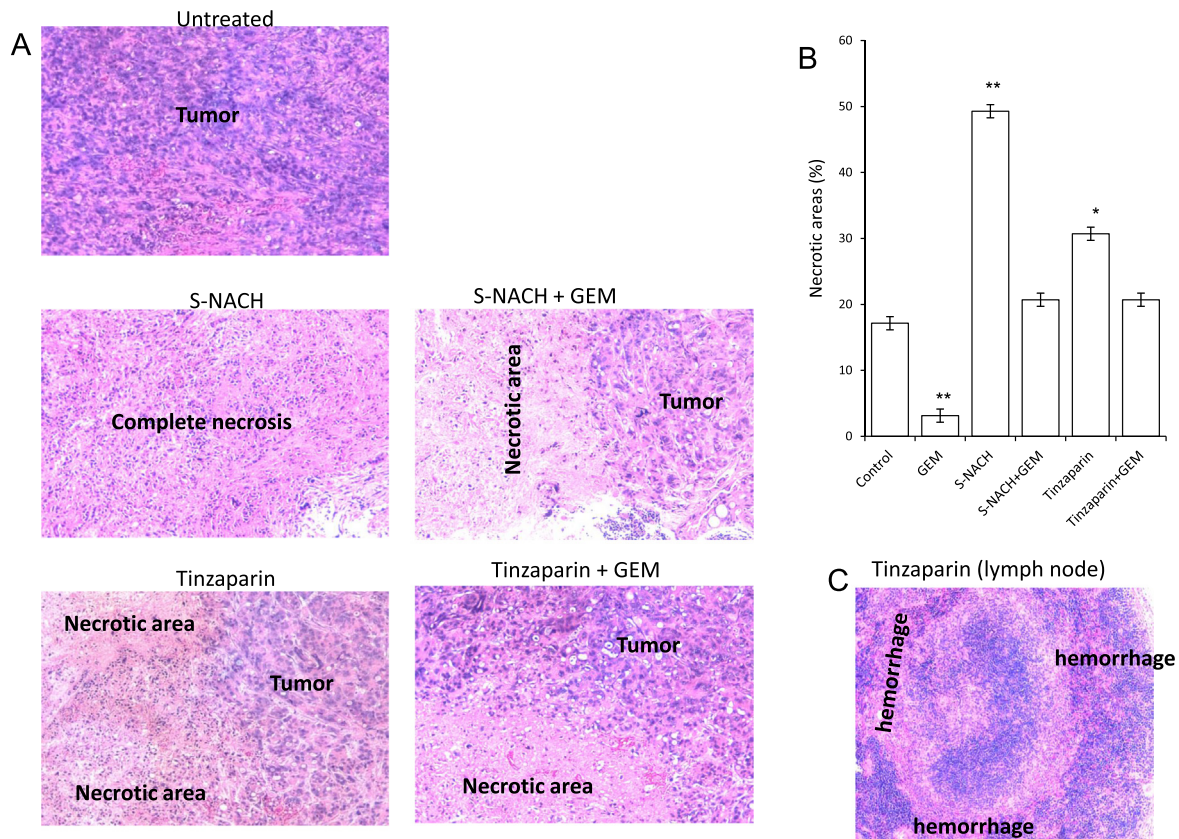 A
Untreated
Tumor
S-NACH
Complete necrosis
S-NACH + GEM
Necrotic area
Tumor
Tinzaparin
Necrotic area
Tumor
Necrotic area
Tinzaparin + GEM
Tumor
Necrotic area
B
Necrotic areas (%)
60
50
40
30
20
10
0
**
**
*
Control
GEM
S-NACH
S-NACH+GEM
Tinzaparin
Tinzaparin+GEM
C
Tinzaparin (lymph node)
hemorrhage
hemorrhage
hemorrhage